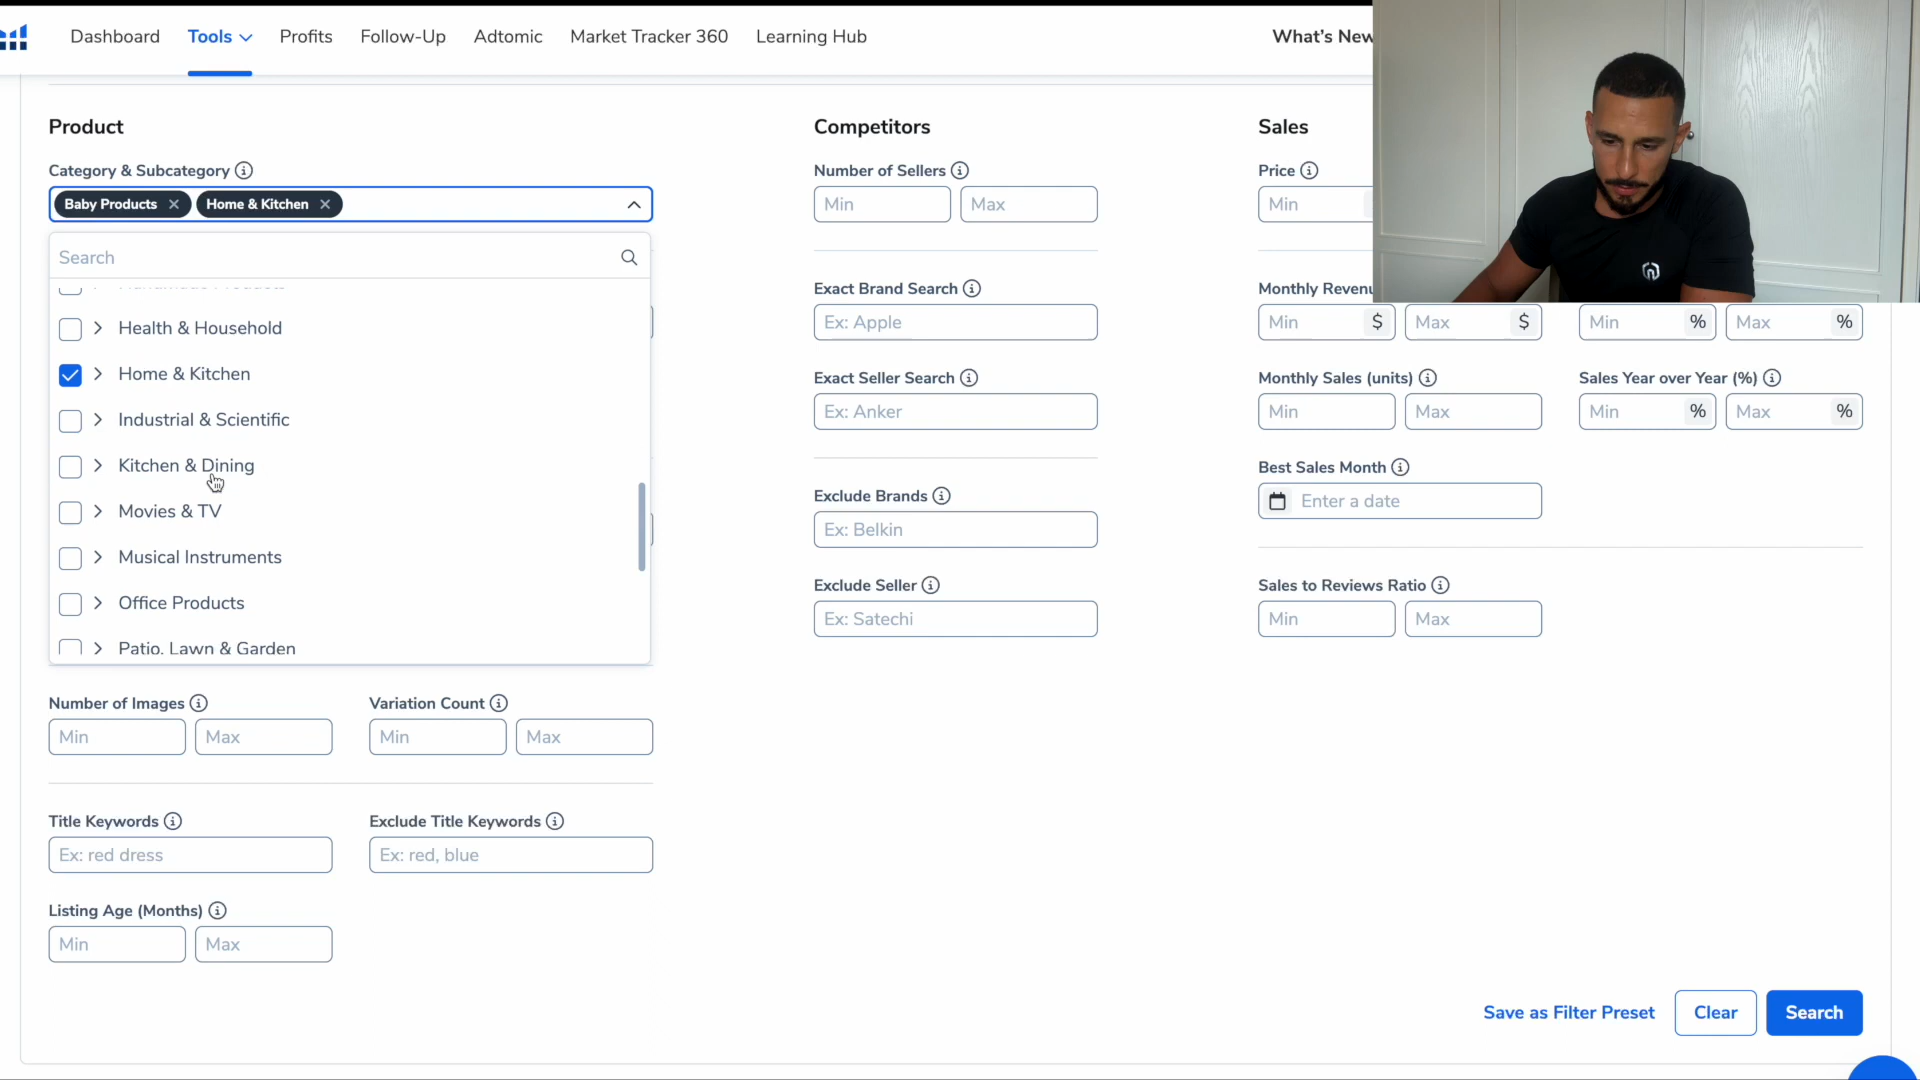 Dashboard Tools Profits Follow-Up Adtomic Market Tracker 360 Learning Hub What's New
Product
Category & Subcategory
Baby Products Home & Kitchen
Search
Handmade Products
Health & Household
Home & Kitchen
Industrial & Scientific
Kitchen & Dining
Movies & TV
Musical Instruments
Office Products
Patio, Lawn & Garden
Number of Images Variation Count
Min Max Min Max
Title Keywords Exclude Title Keywords
Ex: red dress Ex: red, blue
Listing Age (Months)
Min Max
Competitors
Number of Sellers
Min Max
Exact Brand Search
Ex: Apple
Exact Seller Search
Ex: Anker
Exclude Brands
Ex: Belkin
Exclude Seller
Ex: Satechi
Sales
Price
Min
Monthly Revenu
Min $ Max $ Min % Max %
Monthly Sales (units) Sales Year over Year (%)
Min Max Min % Max %
Best Sales Month
Enter a date
Sales to Reviews Ratio
Min Max
Save as Filter Preset Clear Search